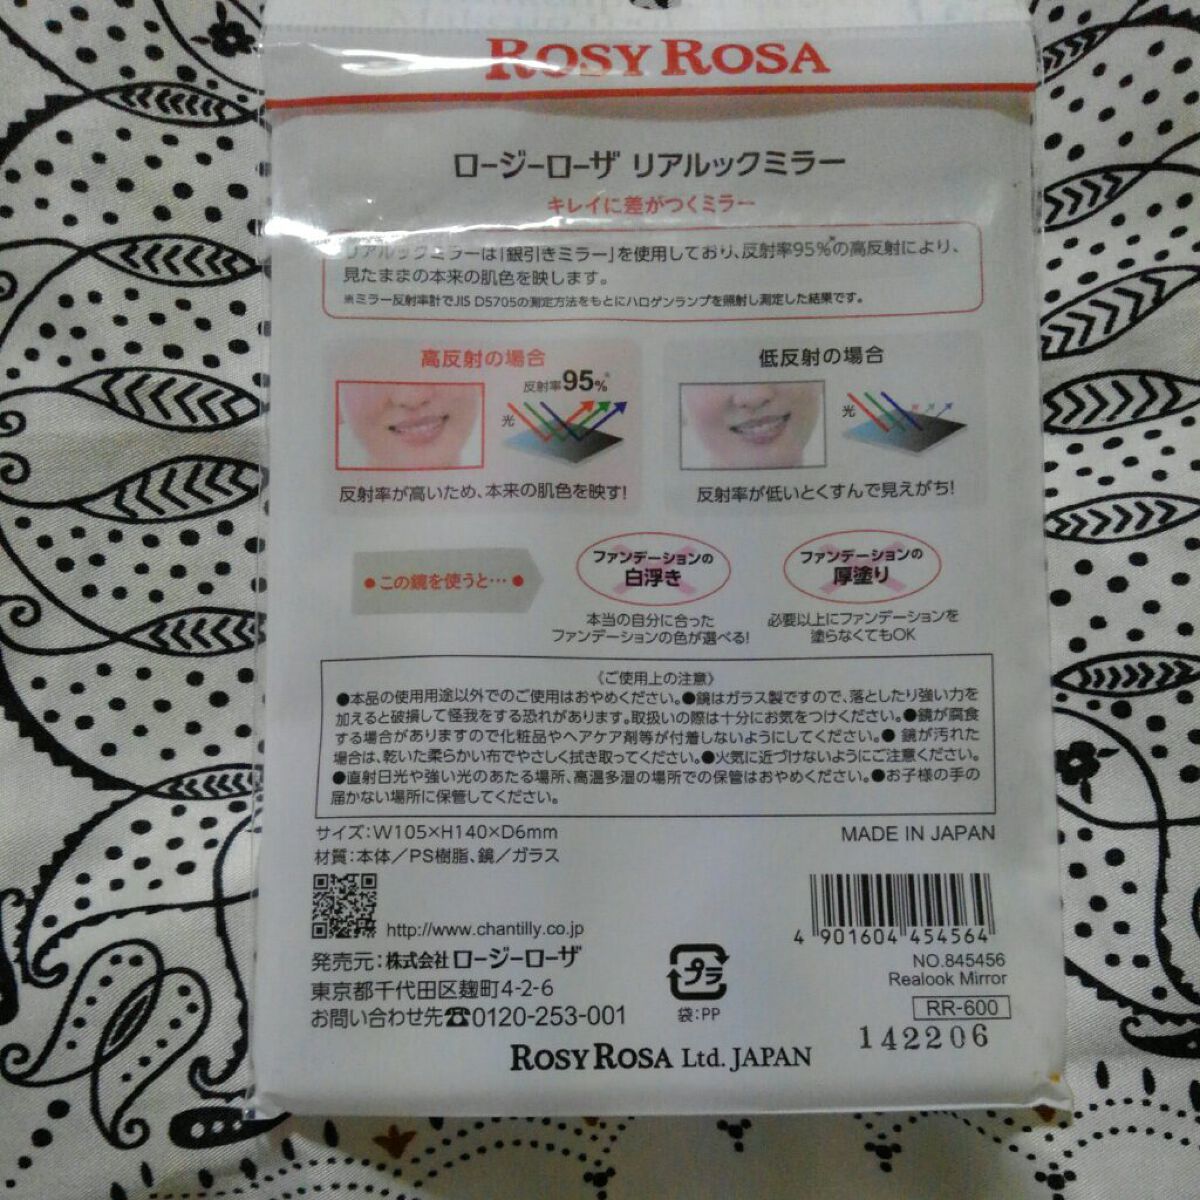 ROSY ROSA
ロージーローザ リアルックミラー
キレイに差がつくミラー
リアルックミラーは「銀引きミラー」を使用しており、反射率95%*の高反射により、
見たままの本来の肌色を映します。
※ミラー反射率計でJIS D5705の測定方法をもとにハロゲンランプを照射し測定した結果です。
高反射の場合
反射率95%*
光
反射率が高いため、本来の肌色を映す!
低反射の場合
光
反射率が低いとくすんで見えがち!
●この鏡を使うと…●
ファンデーションの
白浮き
本当の自分に合った
ファンデーションの色が選べる!
ファンデーションの
厚塗り
必要以上にファンデーションを
塗らなくてもOK
《ご使用上の注意》
●本品の使用用途以外でのご使用はおやめください。●鏡はガラス製ですので、落としたり強い力を
加えると破損して怪我をする恐れがあります。取扱いの際は十分にお気をつけください。●鏡が腐食
する場合がありますので化粧品やヘアケア剤等が付着しないようにしてください。● 鏡が汚れた
場合は、乾いた柔らかい布でやさしく拭き取ってください。●火気に近づけないようにご注意ください。
●直射日光や強い光のあたる場所、高温多湿の場所での保管はおやめください。●お子様の手の
届かない場所に保管してください。
サイズ:W105×H140×D6mm
材質:本体/PS樹脂、鏡/ガラス
MADE IN JAPAN
http://www.chantilly.co.jp
発売元:株式会社ロージーローザ
東京都千代田区麹町4-2-6
お問い合わせ先☎0120-253-001
プラ
袋:PP
4 901604 454564
NO.845456
Realook Mirror
RR-600
142206
ROSY ROSA Ltd. JAPAN